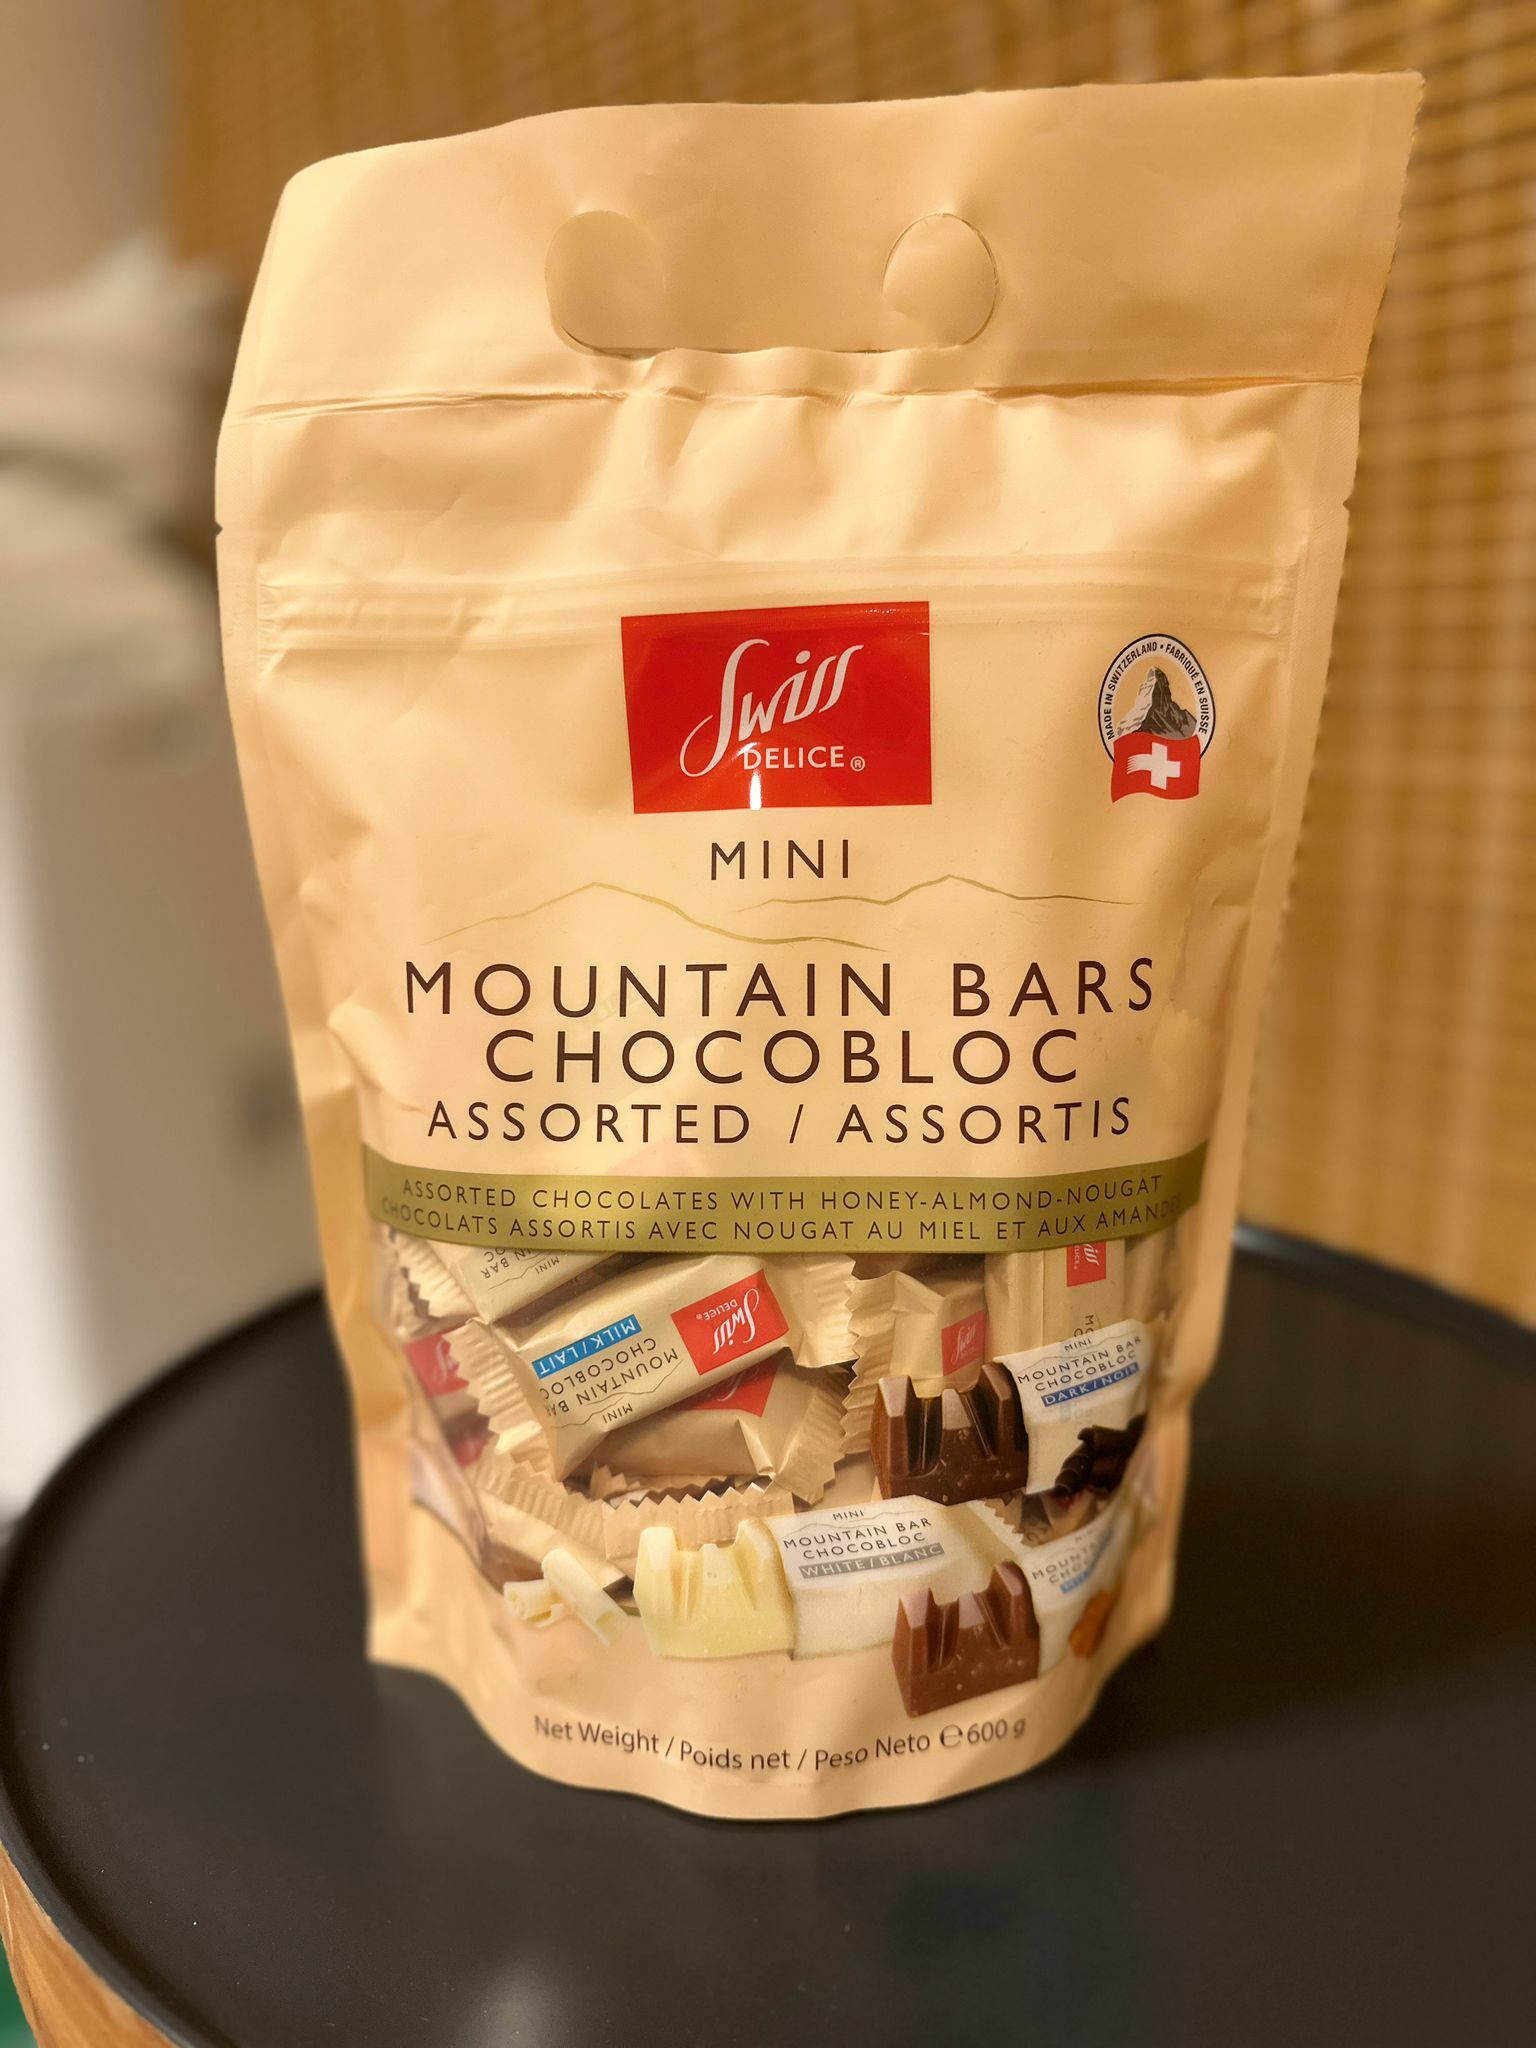 Swiss
DELICE®
MADE IN SWITZERLAND • FABRIQUÉ EN SUISSE
MINI
MOUNTAIN BARS
CHOCOBLOC
ASSORTED / ASSORTIS
ASSORTED CHOCOLATES WITH HONEY-ALMOND-NOUGAT
CHOCOLATS ASSORTIS AVEC NOUGAT AU MIEL ET AUX AMANDES
MINI
MOUNTAIN BAR
CHOCOBLOC
MILK / LAIT
Swiss
DELICE®
MINI
MOUNTAIN BAR
CHOCOBLOC
DARK / NOIR
MINI
MOUNTAIN BAR
CHOCOBLOC
WHITE / BLANC
Net Weight / Poids net / Peso Neto ℮ 600 g